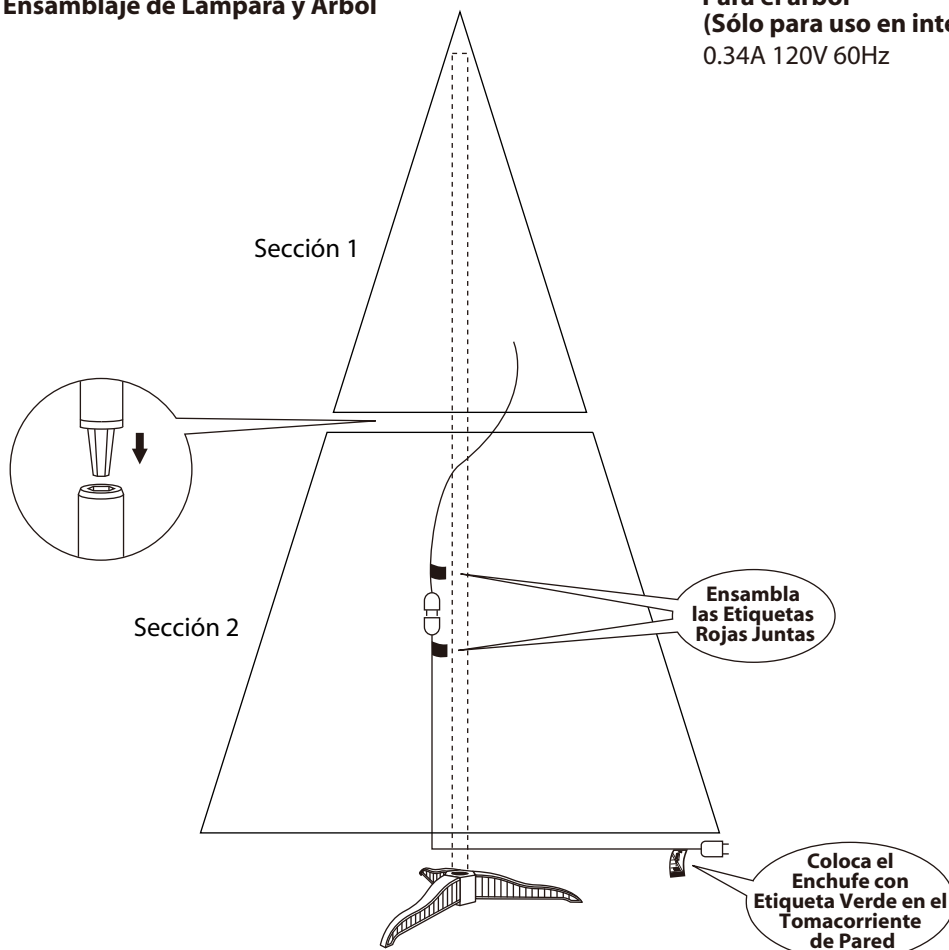 Ensamblaje de Lámpara y Árbol
Para el árbol
(Sólo para uso en
0.34A 120V 60Hz
Sección 1
Sección 2
Ensambla
las Etiquetas
Rojas Juntas
Coloca el
Enchufe con
Etiqueta Verde en el
Tomacorriente
de Pared